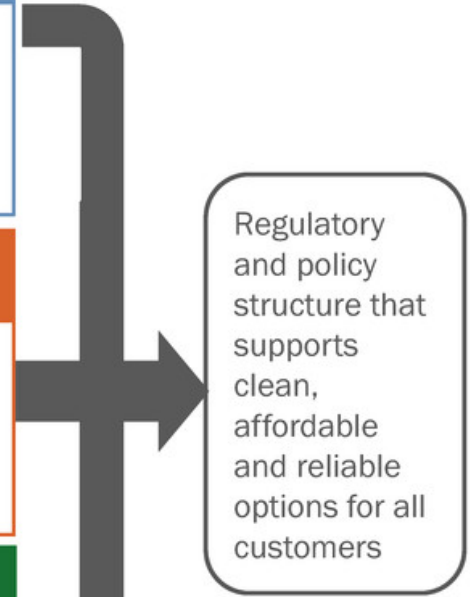 Regulatory
and policy
structure that
supports
clean,
affordable
and reliable
options for all
customers